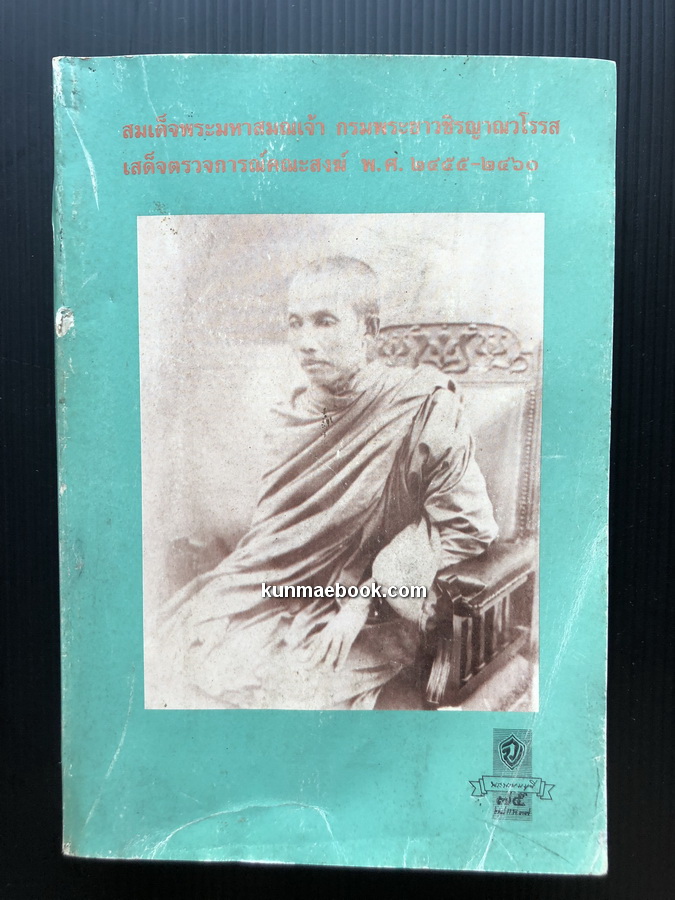 สมเด็จพระมหาสมณเจ้า กรมพระยาวชิรญาณวโรรส
เสด็จตรวจการณ์คณะสงฆ์ พ.ศ. ๒๔๕๕-๒๔๖๐
kunmaebook.com
๗๕